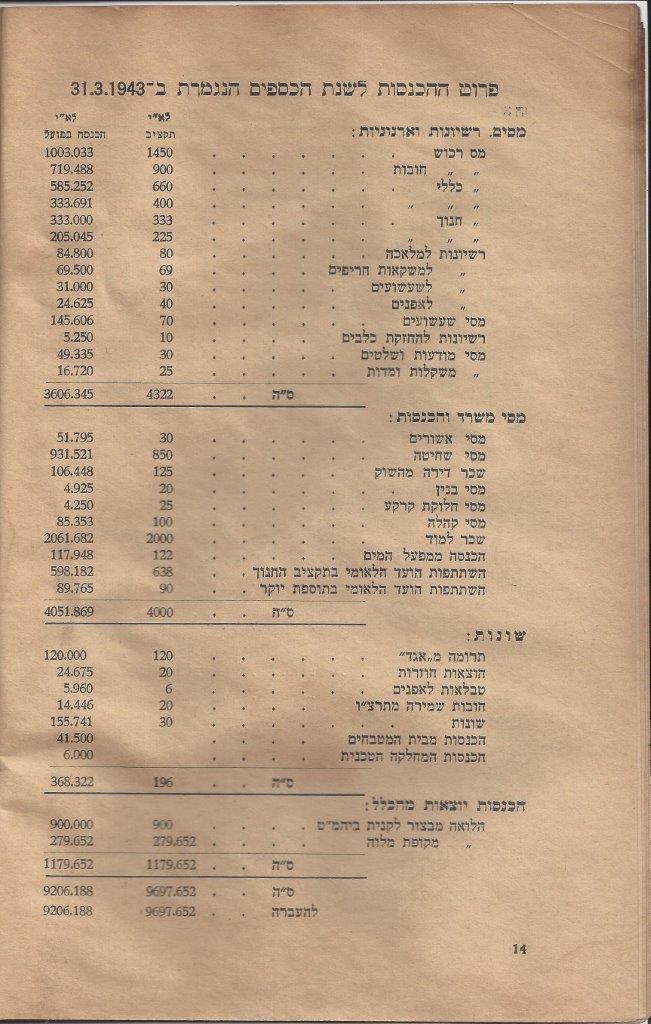 פרוט ההכנסות לשנת הכספים הנגמרת ב־31.3.1943
לא״י לא״י
מסים, רשיונות וארנוניות: תקציב הכנסה בפועל
מס רכוש . . . . . . 1450 1003.033
„ „ חובות . . . . . . 900 719.488
„ כללי . . . . . . 660 585.252
„ „ „ . . . . . . 400 333.691
„ חנוך . . . . . . 333 333.000
„ „ „ . . . . . . 225 205.045
רשיונות למלאכה . . . . . . 80 84.800
„ למשקאות חריפים . . . . 69 69.500
„ לשעשועים . . . . . 30 31.000
„ לאפנים . . . . . 40 24.625
מסי שעשועים . . . . . . 70 145.606
רשיונות להחזקת כלבים . . . . . 10 5.250
מסי מודעות ושלטים . . . . . 30 49.335
„ משקלות ומדות . . . . . 25 16.720
ס״ה . . 4322 3606.345
מסי משרד והכנסות:
מסי אשורים . . . . . . 30 51.795
מסי שחיטה . . . . . . 850 931.521
שכר דירה מהשוק . . . . . 125 106.448
מסי בנין . . . . . . 20 4.925
מסי חלוקת קרקע . . . . . 25 4.250
מסי קהלה . . . . . . 100 85.353
שכר למוד . . . . . . 2000 2061.682
הכנסה ממפעל המים . . . . . 122 117.948
השתתפות הועד הלאומי בתקציב החנוך . . 638 598.182
השתתפות הועד הלאומי בתוספת יוקר . . 90 89.765
ס״ה . . 4000 4051.869
שונות:
תרומה מ„אגד״ . . . . . . 120 120.000
הוצאות חוזרות . . . . . . 20 24.675
טבלאות לאפנים . . . . . . 6 5.960
חובות שמירה מתרצ״ו . . . . . 20 14.446
שונות . . . . . . 30 155.741
הכנסות מבית המטבחים . . . . . 41.500
הכנסות המחלקה הטכנית . . . . . 6.000
ס״ה . . 196 368.322
הכנסות יוצאות מהכלל:
הלואה מבצור לקנית ביהמ״ט . . . . 900 900.000
„ מקופת מלוה . . . 279.652 279.652
ס״ה . . 1179.652 1179.652
ס״ה . . 9697.652 9206.188
להעברה . . 9697.652 9206.188
14